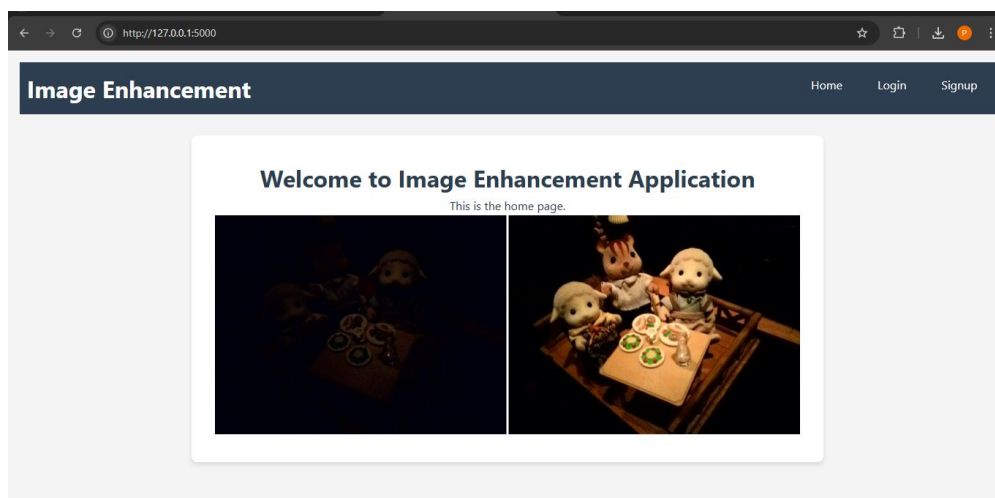 http://127.0.0.1:5000
P
Image Enhancement
Home Login Signup
Welcome to Image Enhancement Application
This is the home page.